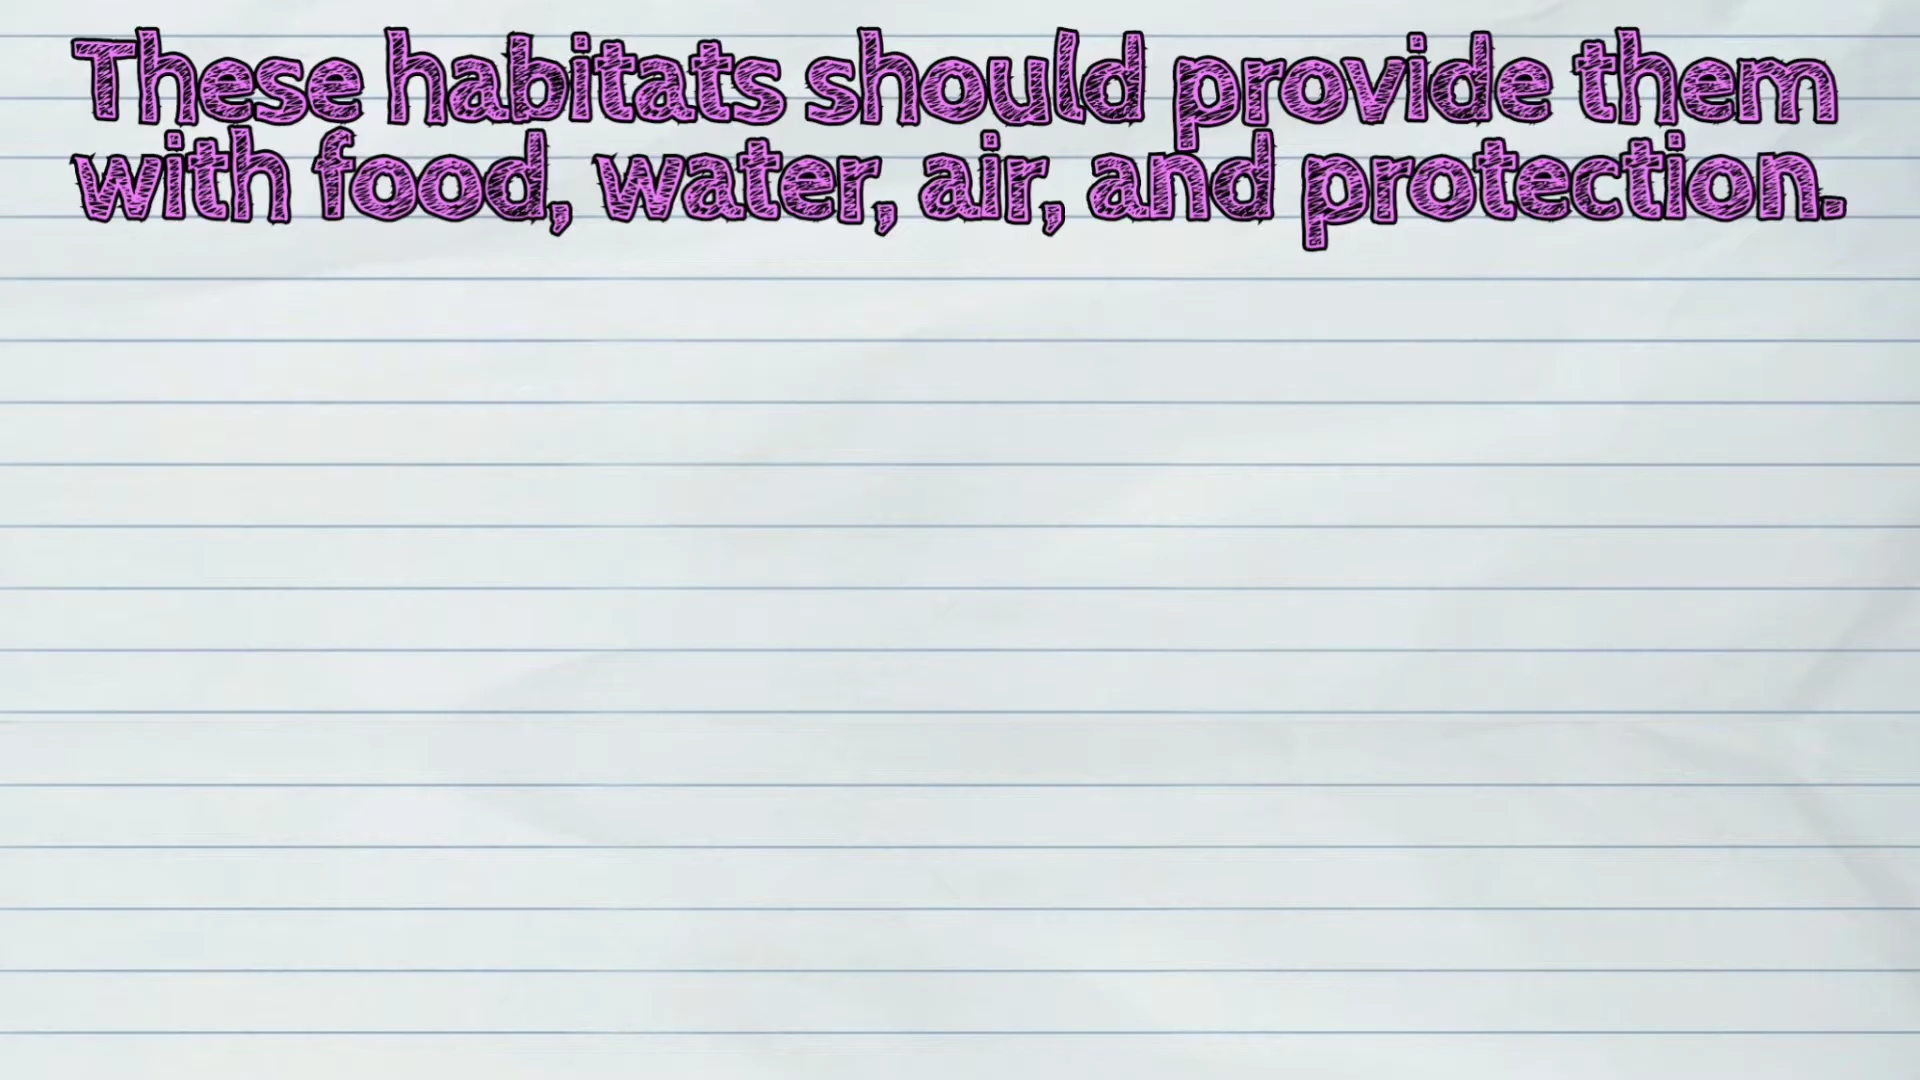 These habitats should provide them
with food, water, air, and protection.